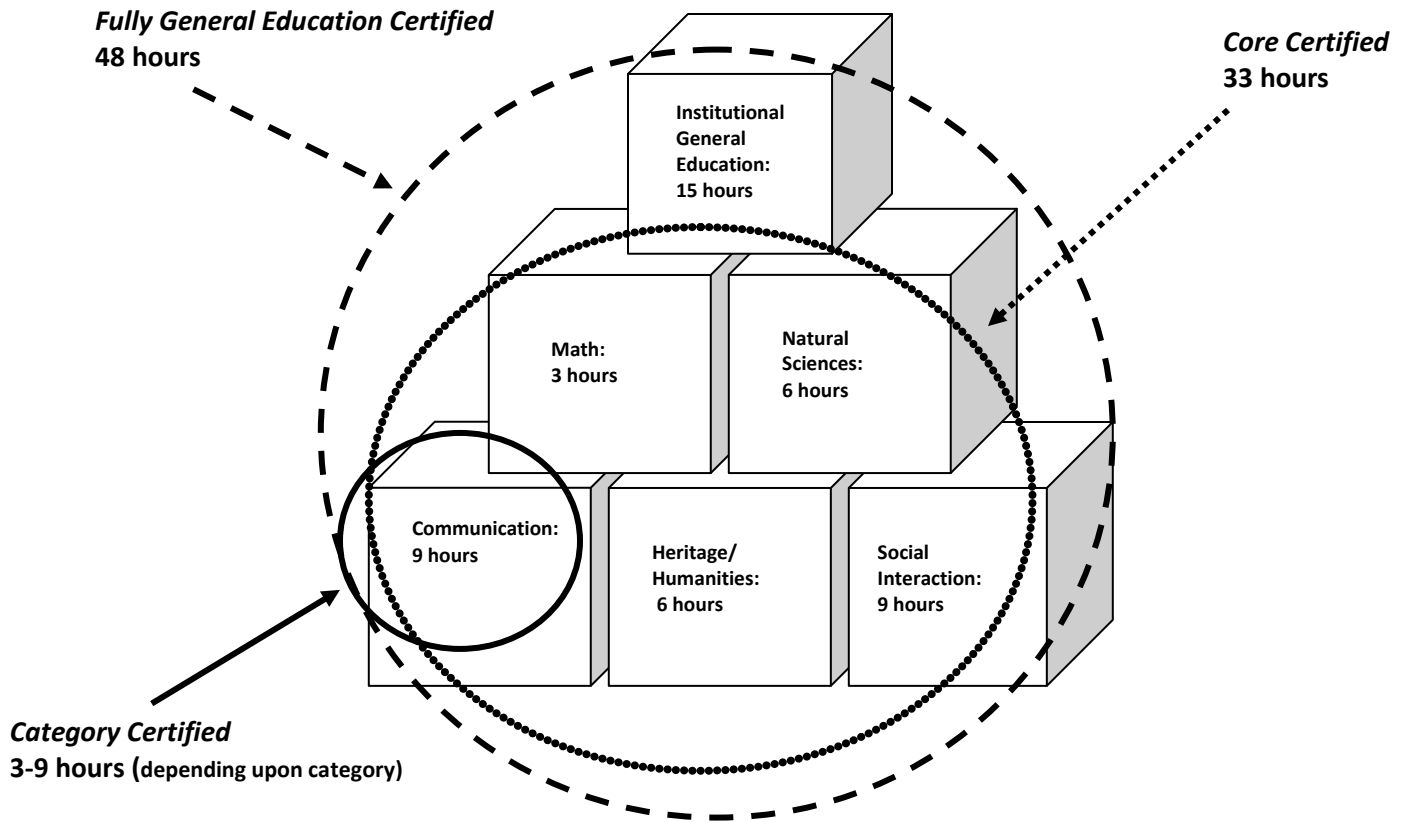 Fully General Education Certified
48 hours
Core Certified
33 hours
Institutional
General
Education:
15 hours
Math:
3 hours
Natural
Sciences:
6 hours
Communication:
9 hours
Heritage/
Humanities:
6 hours
Social
Interaction:
9 hours
Category Certified
3-9 hours (depending upon category)